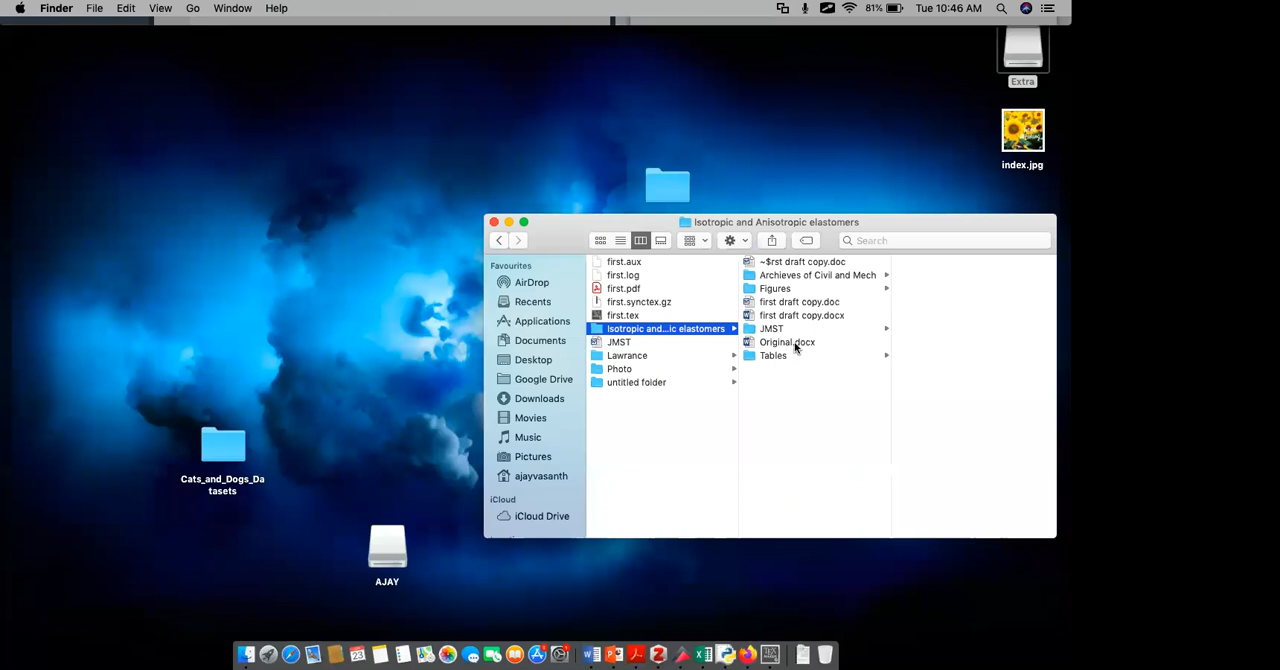 Finder File Edit View Go Window Help 81% Tue 10:46 AM
Extra
index.jpg
Isotropic and Anisotropic elastomers
Search
Favourites
AirDrop
Recents
Applications
Documents
Desktop
Google Drive
Downloads
Movies
Music
Pictures
ajayvasanth
iCloud
iCloud Drive
first.aux
first.log
first.pdf
first.synctex.gz
first.tex
Isotropic and...ic elastomers
JMST
Lawrance
Photo
untitled folder
~$rst draft copy.doc
Archieves of Civil and Mech
Figures
first draft copy.doc
first draft copy.docx
JMST
Original.docx
Tables
Cats_and_Dogs_Da
tasets
AJAY